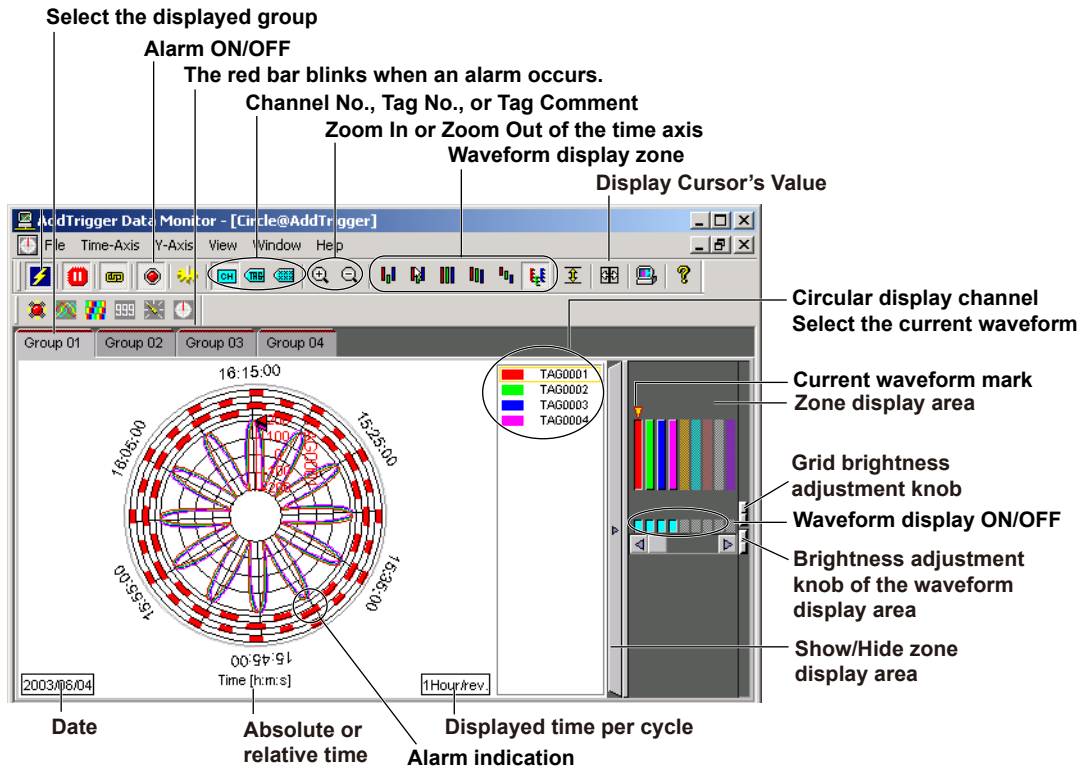 Select the displayed group
Alarm ON/OFF
The red bar blinks when an alarm occurs.
Channel No., Tag No., or Tag Comment
Zoom In or Zoom Out of the time axis
Waveform display zone
Display Cursor's Value
AddTrigger Data Monitor - [Circle@AddTrigger]
File Time-Axis Y-Axis View Window Help
CH TAG
999
Group 01 Group 02 Group 03 Group 04
Circular display channel
Select the current waveform
16:15:00
15:25:00
15:35:00
15:45:00
15:55:00
16:05:00
TAG0001
TAG0001
TAG0002
TAG0003
TAG0004
Current waveform mark
Zone display area
Grid brightness
adjustment knob
Waveform display ON/OFF
Brightness adjustment
knob of the waveform
display area
Show/Hide zone
display area
2003/08/04
Time [h:m:s]
1Hour/rev.
Date
Absolute or
relative time
Displayed time per cycle
Alarm indication